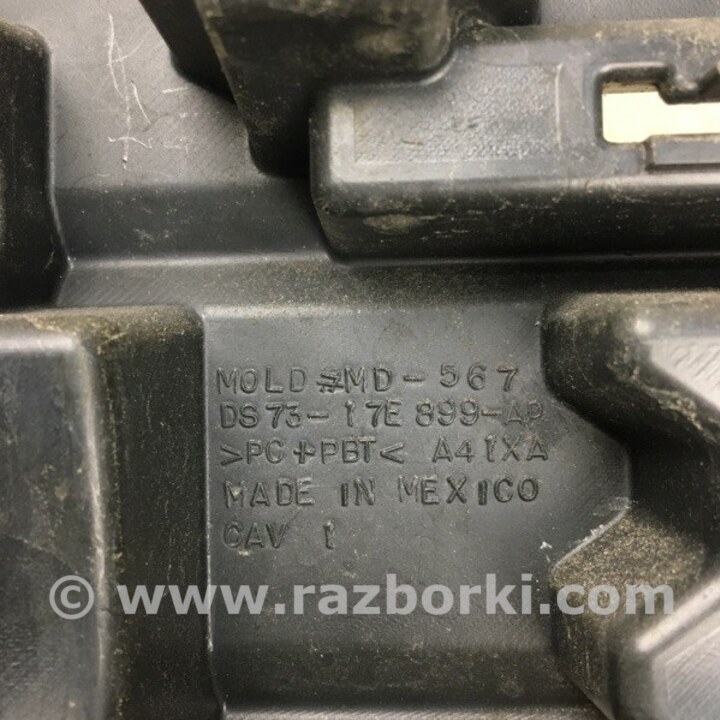 MOLD #MD-567
DS73-17E899-AP
>PC+PBT< A41XA
MADE IN MEXICO
CAV 1
© www.razborki.com